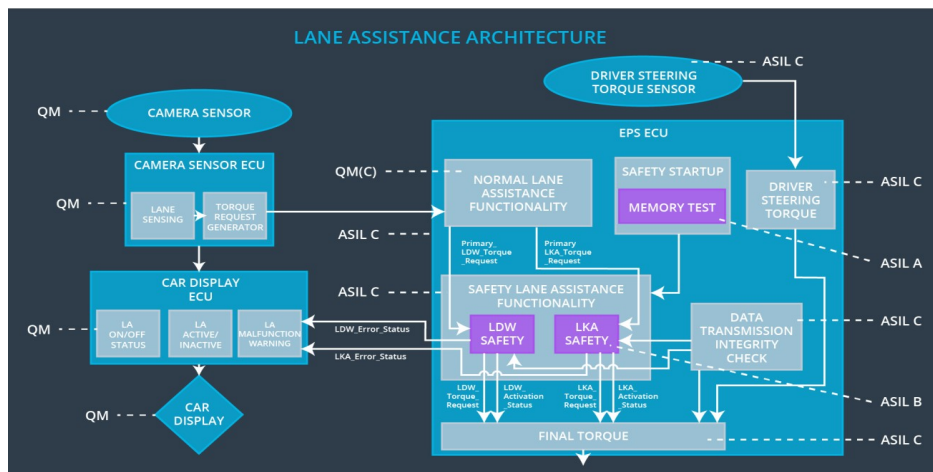 LANE ASSISTANCE ARCHITECTURE
ASIL C
DRIVER STEERING
TORQUE SENSOR
QM
CAMERA SENSOR
EPS ECU
CAMERA SENSOR ECU
QM
LANE
SENSING
TORQUE
REQUEST
GENERATOR
QM(C)
NORMAL LANE
ASSISTANCE
FUNCTIONALITY
SAFETY STARTUP
MEMORY TEST
DRIVER
STEERING
TORQUE
ASIL C
ASIL C
ASIL A
Primary_
LDW_Torque
_Request
Primary
LKA_Torque
_Request
CAR DISPLAY
ECU
QM
LA
ON/OFF
STATUS
LA
ACTIVE/
INACTIVE
LA
MALFUNCTION
WARNING
ASIL C
SAFETY LANE ASSISTANCE
FUNCTIONALITY
LDW
SAFETY
LKA
SAFETY
DATA
TRANSMISSION
INTEGRITY
CHECK
ASIL C
LDW_Error_Status
LKA_Error_Status
LDW_
Torque_
Request
LDW_
Activation
_Status
LKA_
Torque_
Request
LKA_
Activation
_Status
ASIL B
QM
CAR
DISPLAY
FINAL TORQUE
ASIL C